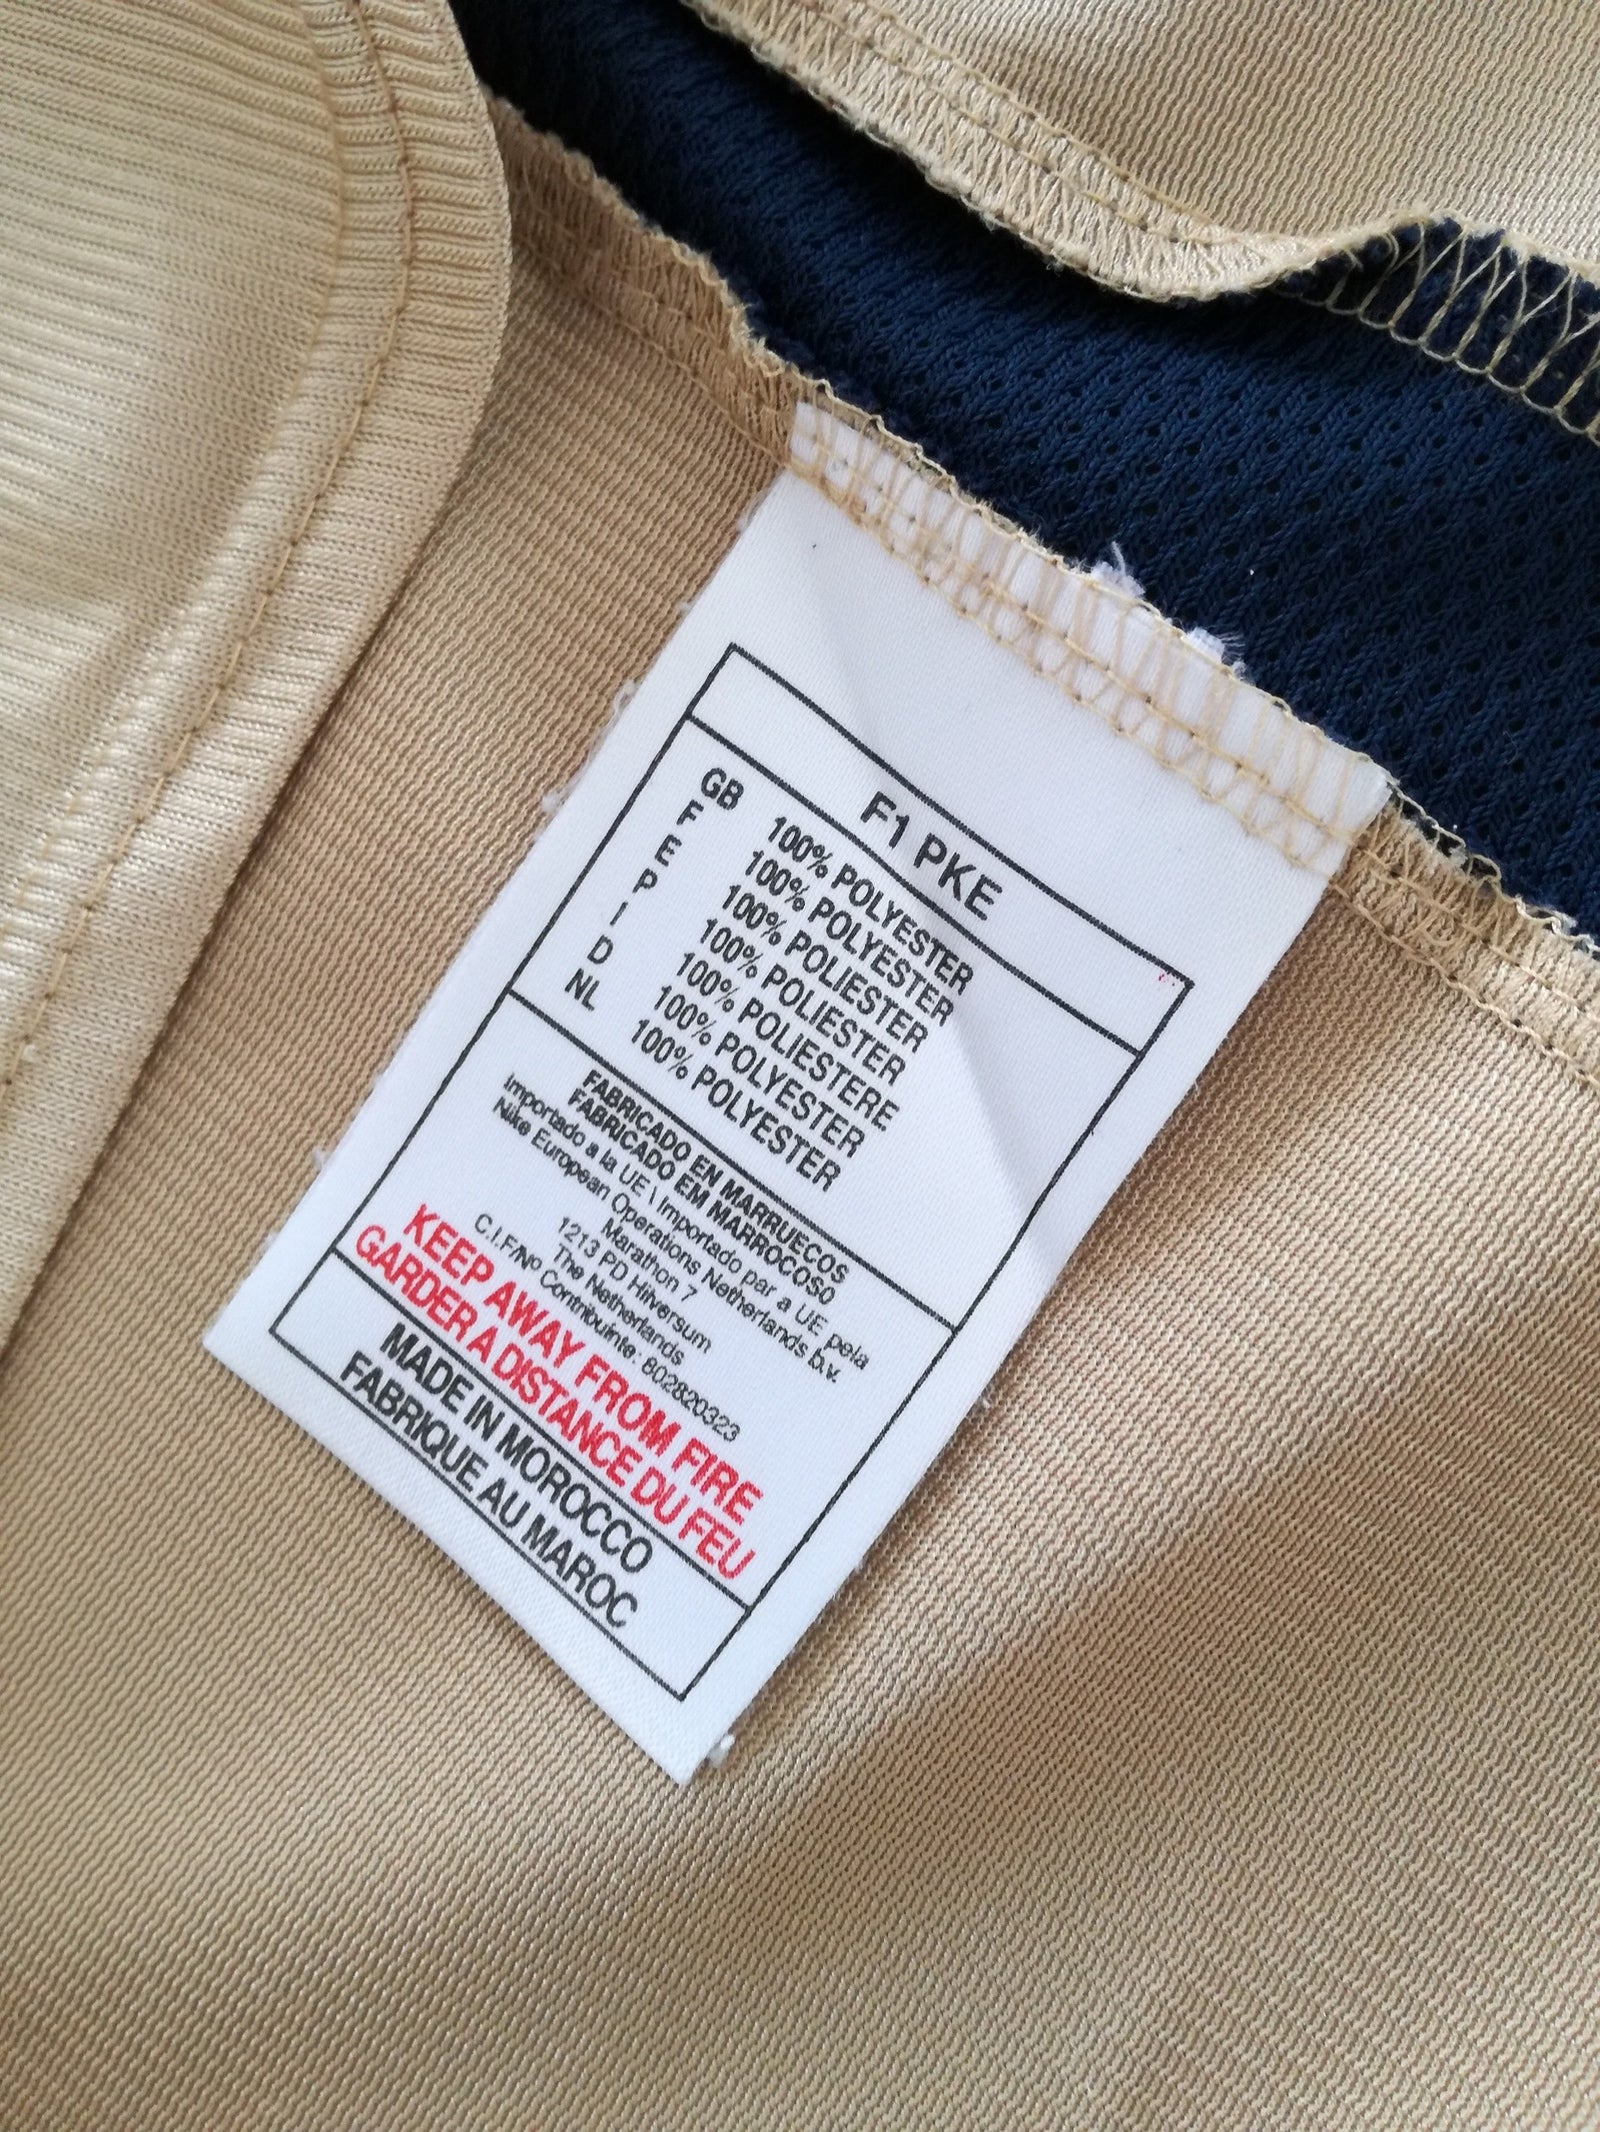 F1 PKE
GB 100% POLYESTER
F 100% POLYESTER
E 100% POLIESTER
P 100% POLIESTER
I 100% POLIESTERE
D 100% POLYESTER
NL 100% POLYESTER
FABRICADO EN MARRUECOS
FABRICADO EM MARROCOSO
Importado a la UE \ Importado par a UE pela
Nike European Operations Netherlands b.v.
Marathon 7
1213 PD Hilversum
The Netherlands
C.I.F/Nº Contribuinte: 802820323
KEEP AWAY FROM FIRE
GARDER A DISTANCE DU FEU
MADE IN MOROCCO
FABRIQUE AU MAROC